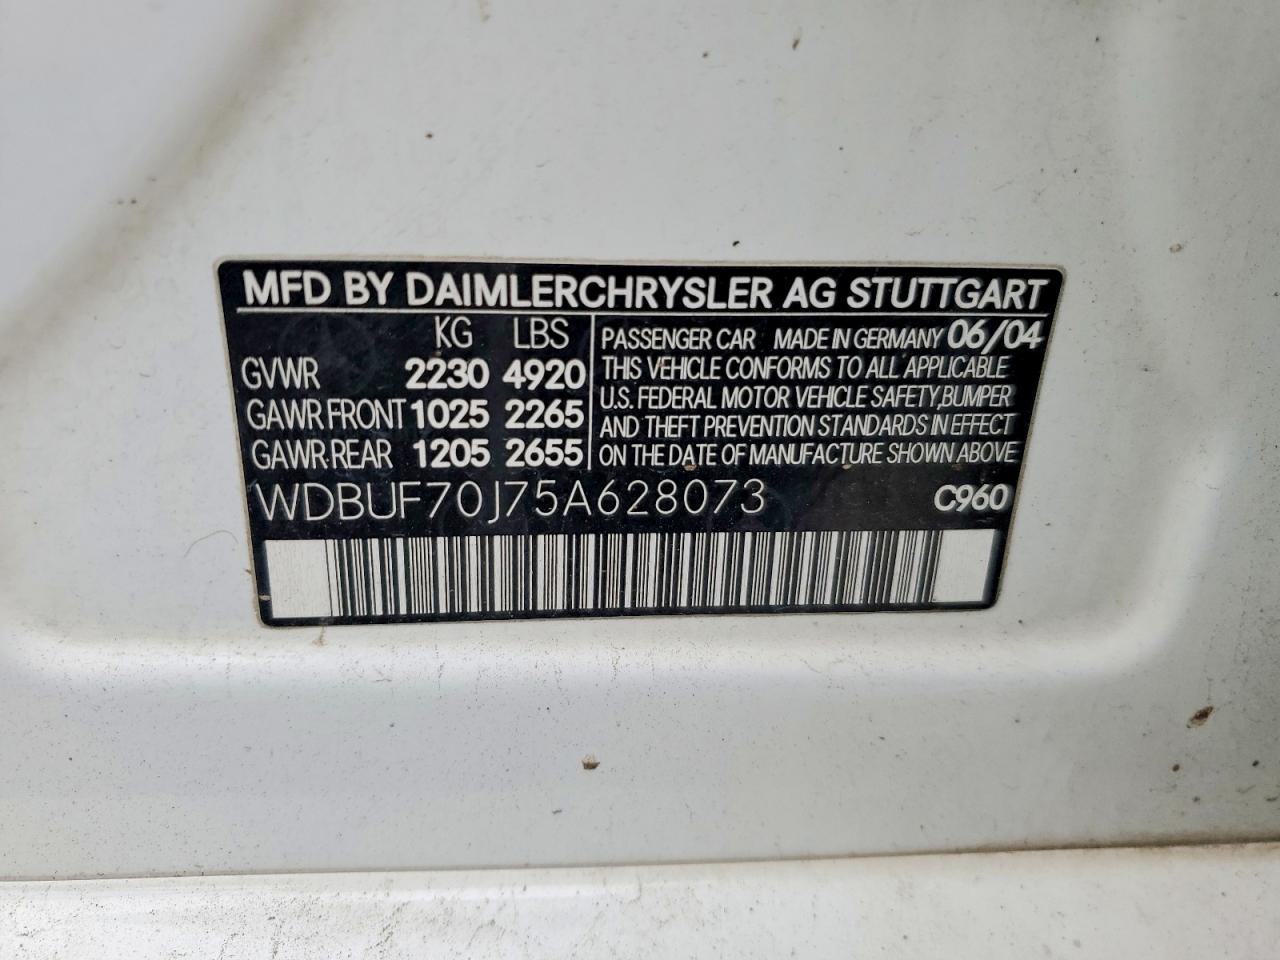 MFD BY DAIMLERCHRYSLER AG STUTTGART
KG LBS
GVWR 2230 4920
GAWR FRONT 1025 2265
GAWR-REAR 1205 2655
PASSENGER CAR MADE IN GERMANY 06/04
THIS VEHICLE CONFORMS TO ALL APPLICABLE
U.S. FEDERAL MOTOR VEHICLE SAFETY, BUMPER
AND THEFT PREVENTION STANDARDS IN EFFECT
ON THE DATE OF MANUFACTURE SHOWN ABOVE
WDBUF70J75A628073 C960